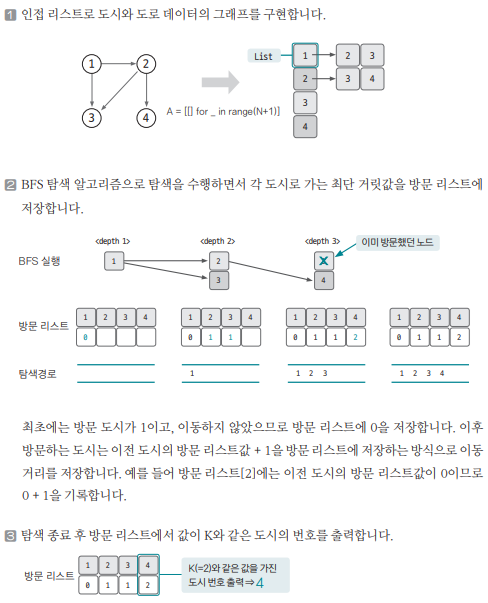 1 인접 리스트로 도시와 도로 데이터의 그래프를 구현합니다.
1 2
3 4
A = [[] for _ in range(N+1)]
List
1 2 3
2 3 4
3
4
2 BFS 탐색 알고리즘으로 탐색을 수행하면서 각 도시로 가는 최단 거릿값을 방문 리스트에
저장합니다.
<depth 1> <depth 2> <depth 3> 이미 방문했던 노드
BFS 실행 1 2 X
3 4
방문 리스트 1 2 3 4 1 2 3 4 1 2 3 4 1 2 3 4
0 0 1 1 0 1 1 2 0 1 1 2
탐색경로 1 1 2 3 1 2 3 4
최초에는 방문 도시가 1이고, 이동하지 않았으므로 방문 리스트에 0을 저장합니다. 이후
방문하는 도시는 이전 도시의 방문 리스트값 + 1을 방문 리스트에 저장하는 방식으로 이동
거리를 저장합니다. 예를 들어 방문 리스트[2]에는 이전 도시의 방문 리스트값이 0이므로
0 + 1을 기록합니다.
3 탐색 종료 후 방문 리스트에서 값이 K와 같은 도시의 번호를 출력합니다.
방문 리스트 1 2 3 4
0 1 1 2
K(=2)와 같은 값을 가진
도시 번호 출력 ⇒ 4